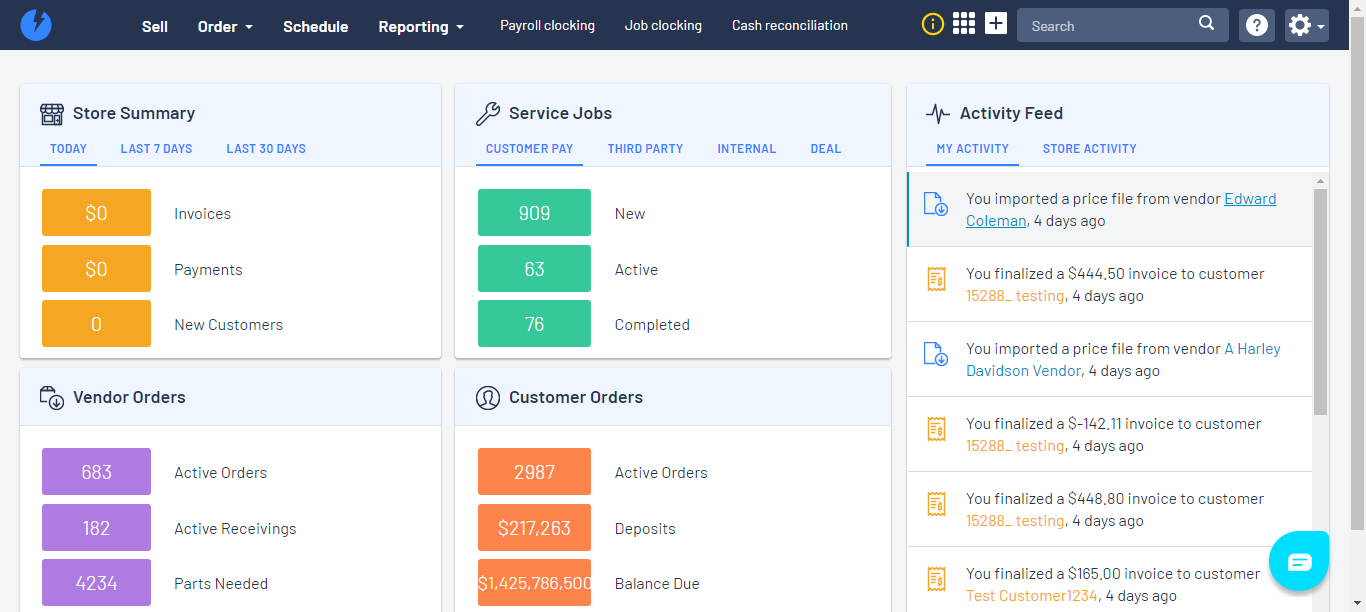 Sell Order Schedule Reporting Payroll clocking Job clocking Cash reconciliation Search
Store Summary
TODAY LAST 7 DAYS LAST 30 DAYS
$0 Invoices
$0 Payments
0 New Customers
Service Jobs
CUSTOMER PAY THIRD PARTY INTERNAL DEAL
909 New
63 Active
76 Completed
Vendor Orders
683 Active Orders
182 Active Receivings
4234 Parts Needed
Customer Orders
2987 Active Orders
$217,263 Deposits
$1,425,786,500 Balance Due
Activity Feed
MY ACTIVITY STORE ACTIVITY
You imported a price file from vendor Edward
Coleman, 4 days ago
You finalized a $444.50 invoice to customer
15288_ testing, 4 days ago
You imported a price file from vendor A Harley
Davidson Vendor, 4 days ago
You finalized a $-142.11 invoice to customer
15288_ testing, 4 days ago
You finalized a $448.80 invoice to customer
15288_ testing, 4 days ago
You finalized a $165.00 invoice to customer
Test Customer1234, 4 days ago